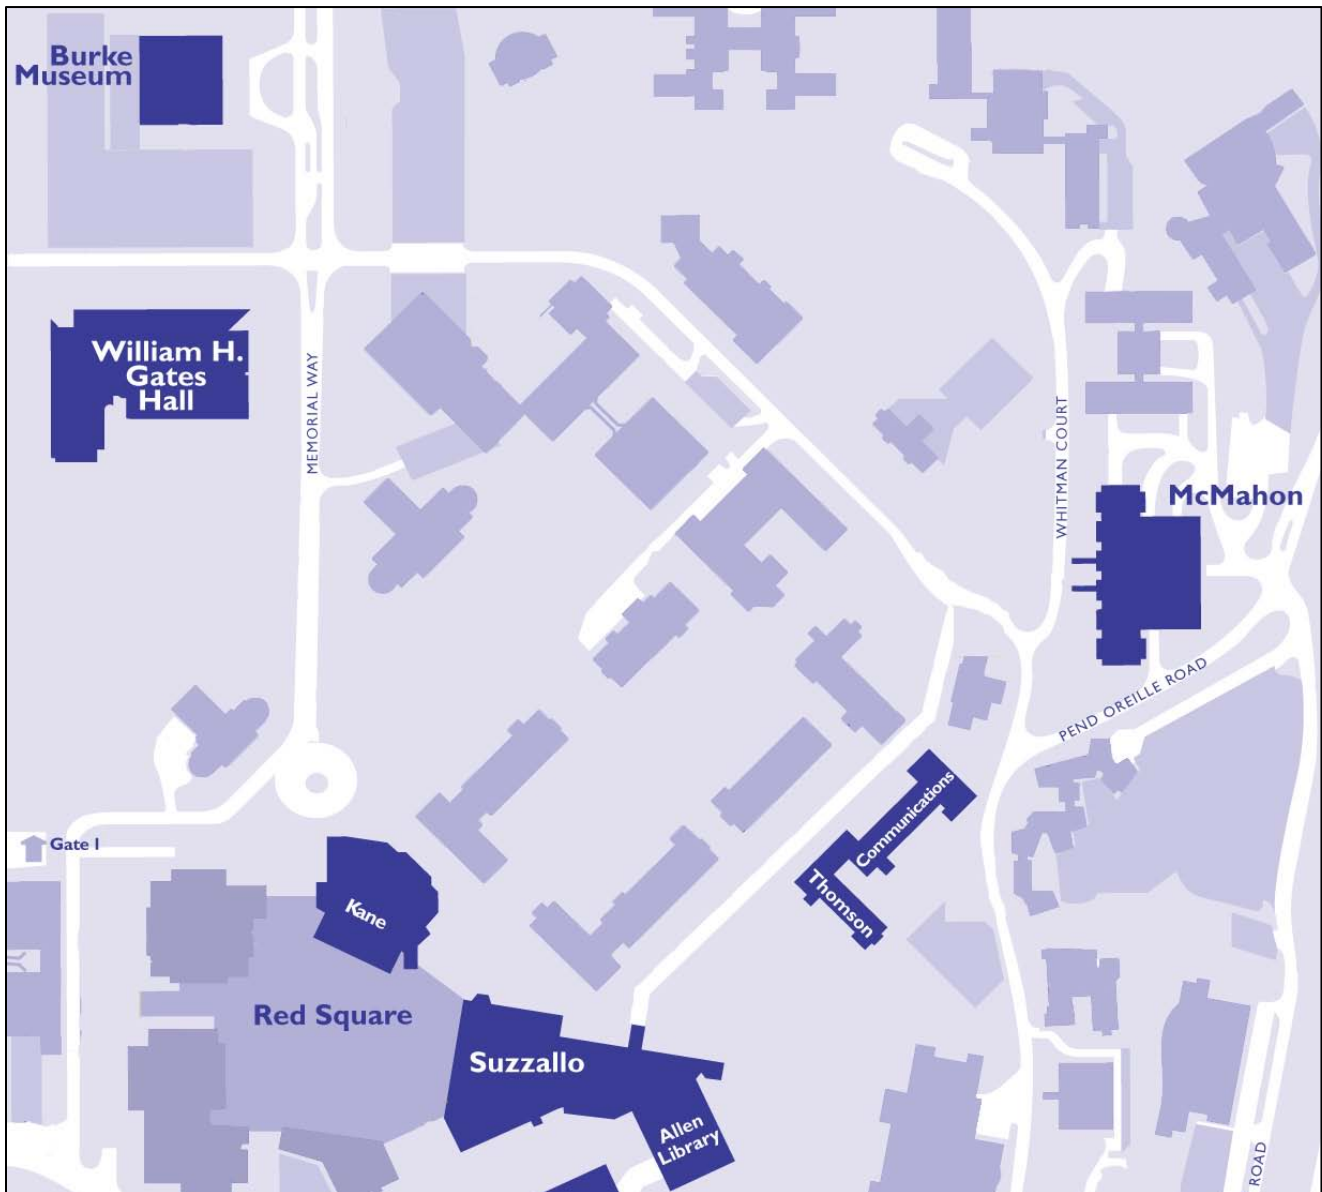 Burke
Museum
William H.
Gates
Hall
MEMORIAL WAY
WHITMAN COURT
McMahon
PEND OREILLE ROAD
Communications
Thomson
Gate 1
Kane
Red Square
Suzzallo
Allen
Library
ROAD